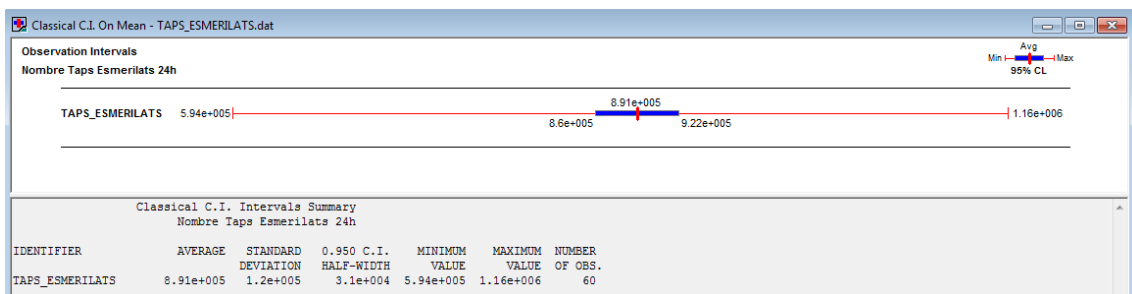 Classical C.I. On Mean - TAPS_ESMERILATS.dat
Observation Intervals
Nombre Taps Esmerilats 24h
Avg
Min Max
95% CL
TAPS_ESMERILATS 5.94e+005 8.91e+005 1.16e+006
8.6e+005 9.22e+005
Classical C.I. Intervals Summary
Nombre Taps Esmerilats 24h
IDENTIFIER AVERAGE STANDARD 0.950 C.I. MINIMUM MAXIMUM NUMBER
DEVIATION HALF-WIDTH VALUE VALUE OF OBS.
TAPS_ESMERILATS 8.91e+005 1.2e+005 3.1e+004 5.94e+005 1.16e+006 60